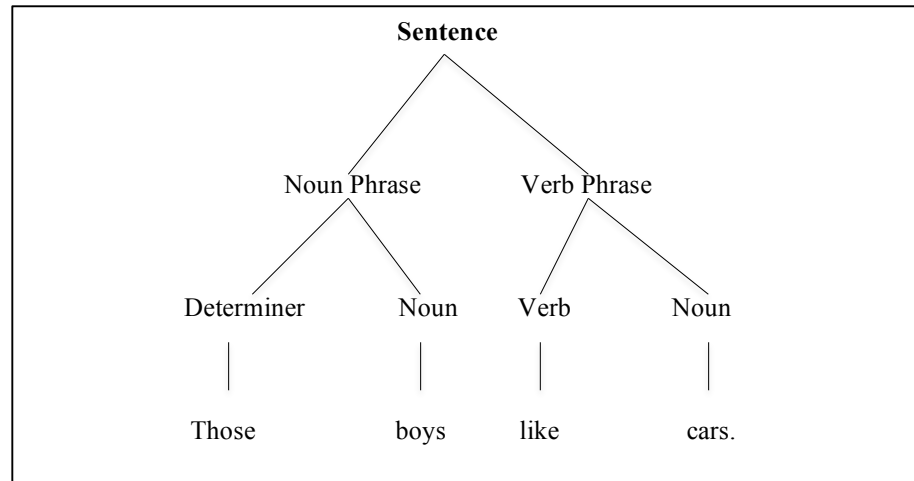 Sentence
Noun Phrase Verb Phrase
Determiner Noun Verb Noun
Those boys like cars.